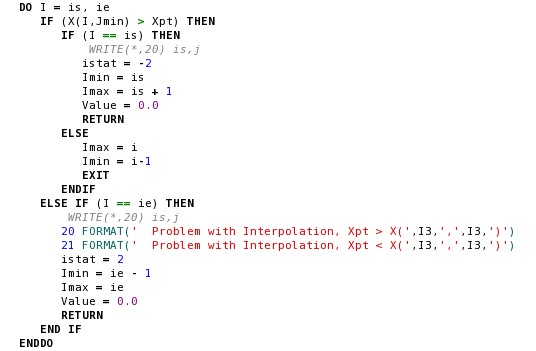 DO I = is, ie
   IF (X(I,Jmin) > Xpt) THEN
      IF (I == is) THEN
          WRITE(*,20) is,j
         istat = -2
         Imin = is
         Imax = is + 1
         Value = 0.0
         RETURN
      ELSE
         Imax = i
         Imin = i-1
         EXIT
      ENDIF
   ELSE IF (I == ie) THEN
       WRITE(*,20) is,j
      20 FORMAT('  Problem with Interpolation, Xpt > X(',I3,',',I3,')')
      21 FORMAT('  Problem with Interpolation, Xpt < X(',I3,',',I3,')')
      istat = 2
      Imin = ie - 1
      Imax = ie
      Value = 0.0
      RETURN
   END IF
ENDDO